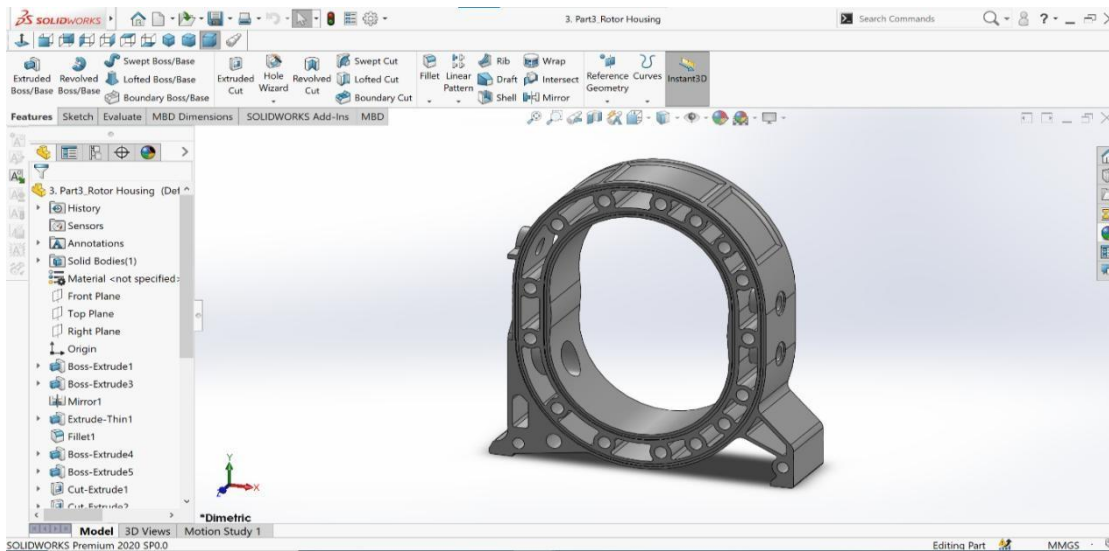 SOLIDWORKS
3. Part3_Rotor Housing
Search Commands
Extruded Boss/Base
Revolved Boss/Base
Swept Boss/Base
Lofted Boss/Base
Boundary Boss/Base
Extruded Cut
Hole Wizard
Revolved Cut
Swept Cut
Lofted Cut
Boundary Cut
Fillet
Linear Pattern
Rib
Draft
Shell
Wrap
Intersect
Mirror
Reference Geometry
Curves
Instant3D
Features Sketch Evaluate MBD Dimensions SOLIDWORKS Add-Ins MBD
3. Part3_Rotor Housing (Def
History
Sensors
Annotations
Solid Bodies(1)
Material <not specified>
Front Plane
Top Plane
Right Plane
Origin
Boss-Extrude1
Boss-Extrude3
Mirror1
Extrude-Thin1
Fillet1
Boss-Extrude4
Boss-Extrude5
Cut-Extrude1
Cut-Extrude2
Y
X
Z
*Dimetric
Model 3D Views Motion Study 1
SOLIDWORKS Premium 2020 SP0.0
Editing Part
MMGS